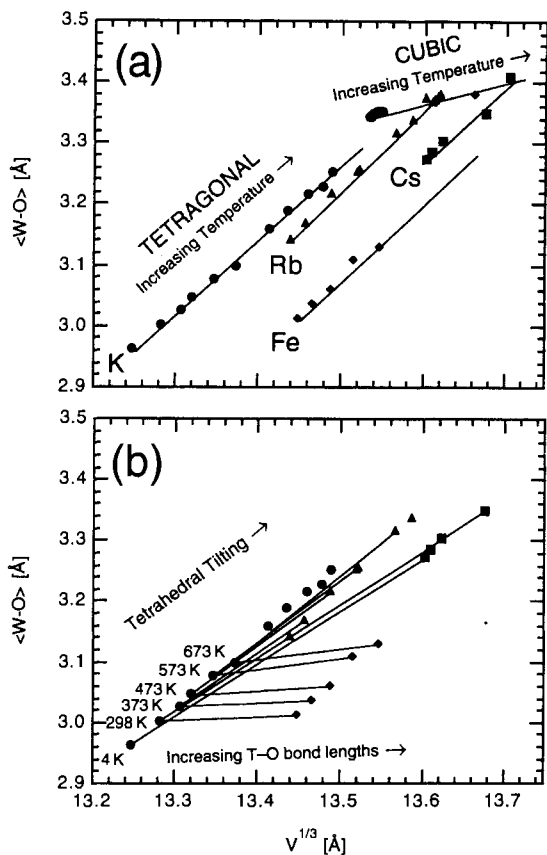 (a)
3.5
3.4
3.3
3.2
3.1
3.0
2.9
<W-O> [Å]
CUBIC
Increasing Temperature →
TETRAGONAL
Increasing Temperature →
K
Rb
Cs
Fe
(b)
3.5
3.4
3.3
3.2
3.1
3.0
2.9
<W-O> [Å]
Tetrahedral Tilting →
673 K
573 K
473 K
373 K
298 K
4 K
Increasing T–O bond lengths →
13.2 13.3 13.4 13.5 13.6 13.7
V^1/3 [Å]